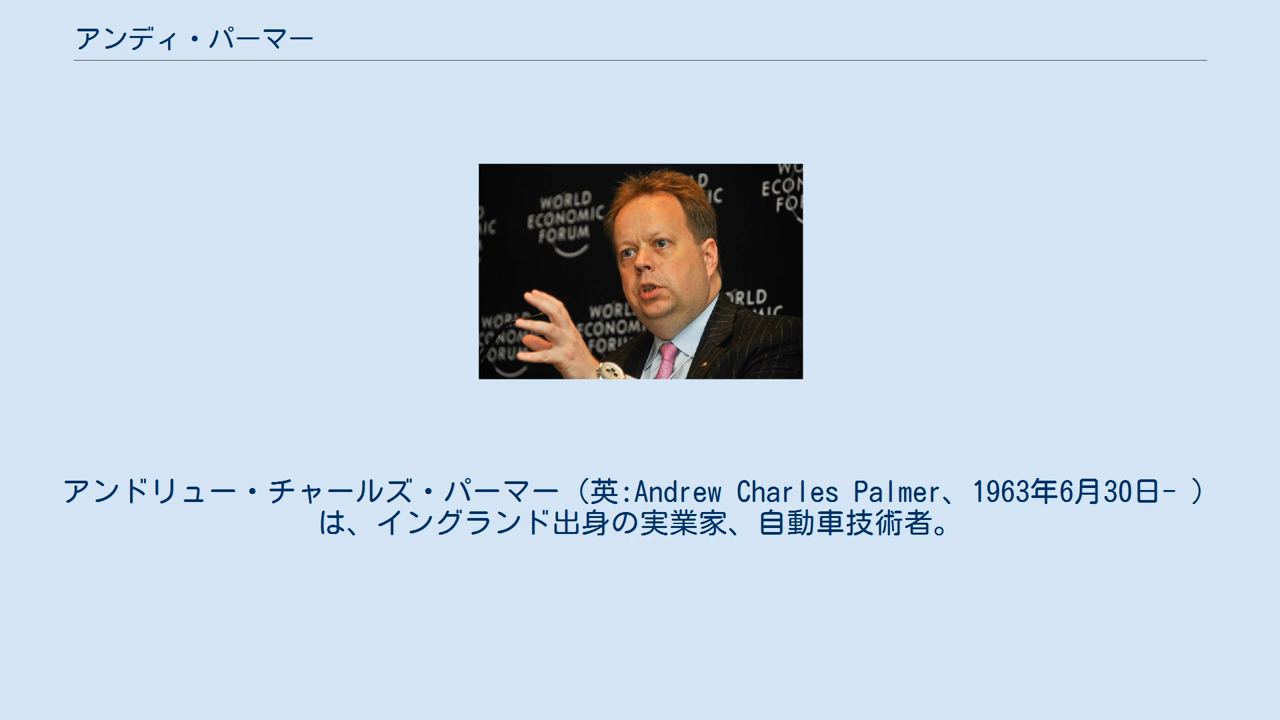 アンディ・パーマー
WORLD
ECONOMIC
FORUM
WORLD
ECONOMIC
FORUM
アンドリュー・チャールズ・パーマー（英:Andrew Charles Palmer、1963年6月30日- ）
は、イングランド出身の実業家、自動車技術者。